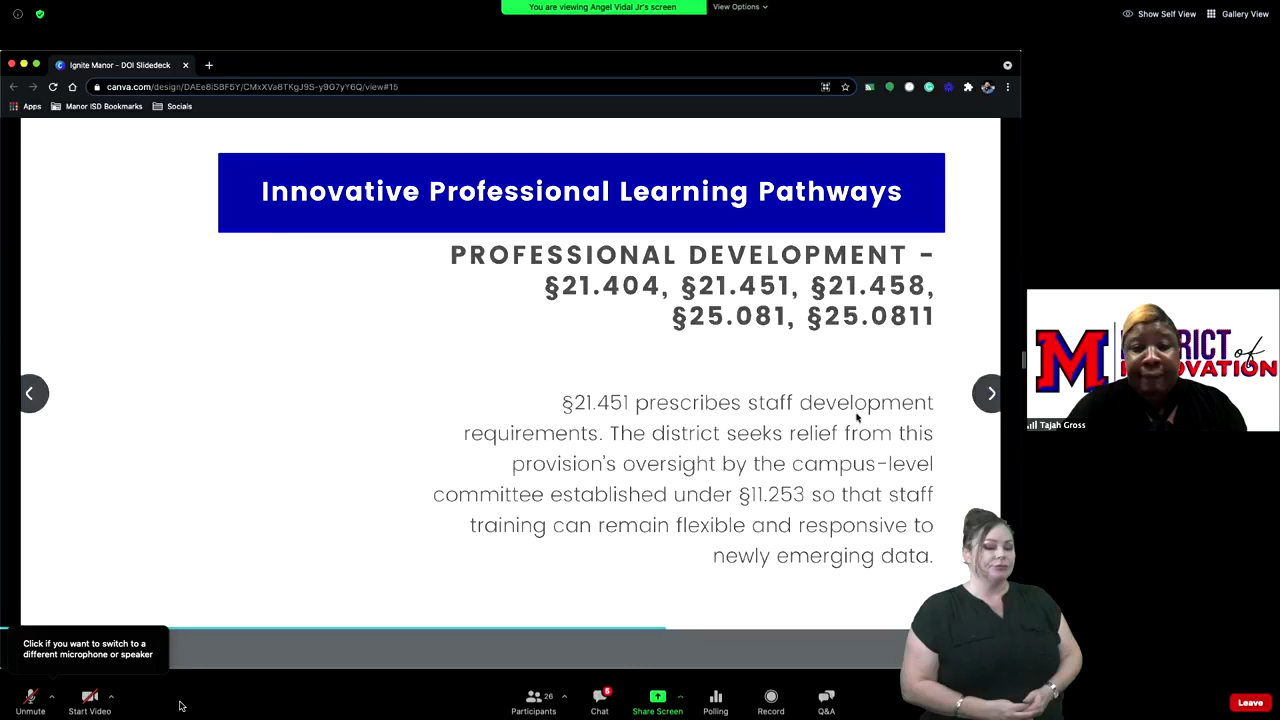 You are viewing Angel Vidal Jr's screen
View Options
Show Self View
Gallery View
Ignite Manor - DOI Slidedeck
canva.com/design/DAEe8iSBF5Y/CMxXVa8TKgJ9S-y9G7yY6Q/view#15
Apps
Manor ISD Bookmarks
Socials
Innovative Professional Learning Pathways
PROFESSIONAL DEVELOPMENT -
§21.404, §21.451, §21.458,
§25.081, §25.0811
§21.451 prescribes staff development
requirements. The district seeks relief from this
provision's oversight by the campus-level
committee established under §11.253 so that staff
training can remain flexible and responsive to
newly emerging data.
M
Tajah Gross
Click if you want to switch to a
different microphone or speaker
Unmute
Start Video
Participants
26
Chat
6
Share Screen
Polling
Record
Q&A
Leave